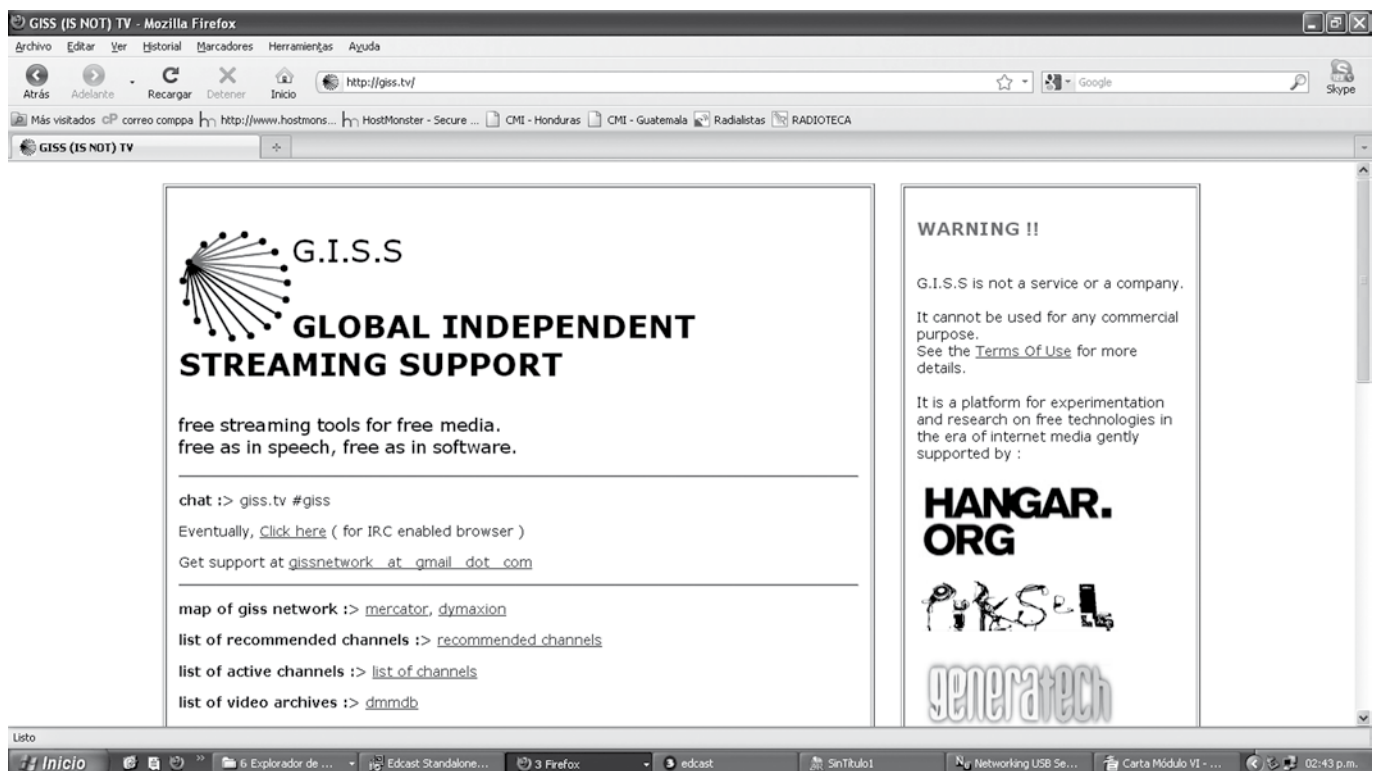 GISS (IS NOT) TV - Mozilla Firefox
Archivo Editar Ver Historial Marcadores Herramientas Ayuda
Atrás Adelante Recargar Detener Inicio
http://giss.tv/
Google
Skype
Más visitados correo comppa http://www.hostmons... HostMonster - Secure ... CMI - Honduras CMI - Guatemala Radialistas RADIOTECA
GISS (IS NOT) TV
G.I.S.S
GLOBAL INDEPENDENT
STREAMING SUPPORT
free streaming tools for free media.
free as in speech, free as in software.
chat :> giss.tv #giss
Eventually, Click here ( for IRC enabled browser )
Get support at gissnetwork_at_gmail_dot_com
map of giss network :> mercator, dymaxion
list of recommended channels :> recommended channels
list of active channels :> list of channels
list of video archives :> dmmdb
WARNING !!
G.I.S.S is not a service or a company.
It cannot be used for any commercial
purpose.
See the Terms Of Use for more
details.
It is a platform for experimentation
and research on free technologies in
the era of internet media gently
supported by :
HANGAR.
ORG
PIKSEL
generatech
Listo
Inicio 6 Explorador de ... Edcast Standalone... 3 Firefox edcast SinTítulo1 Networking USB Se... Carta Módulo VI - ... 02:43 p.m.